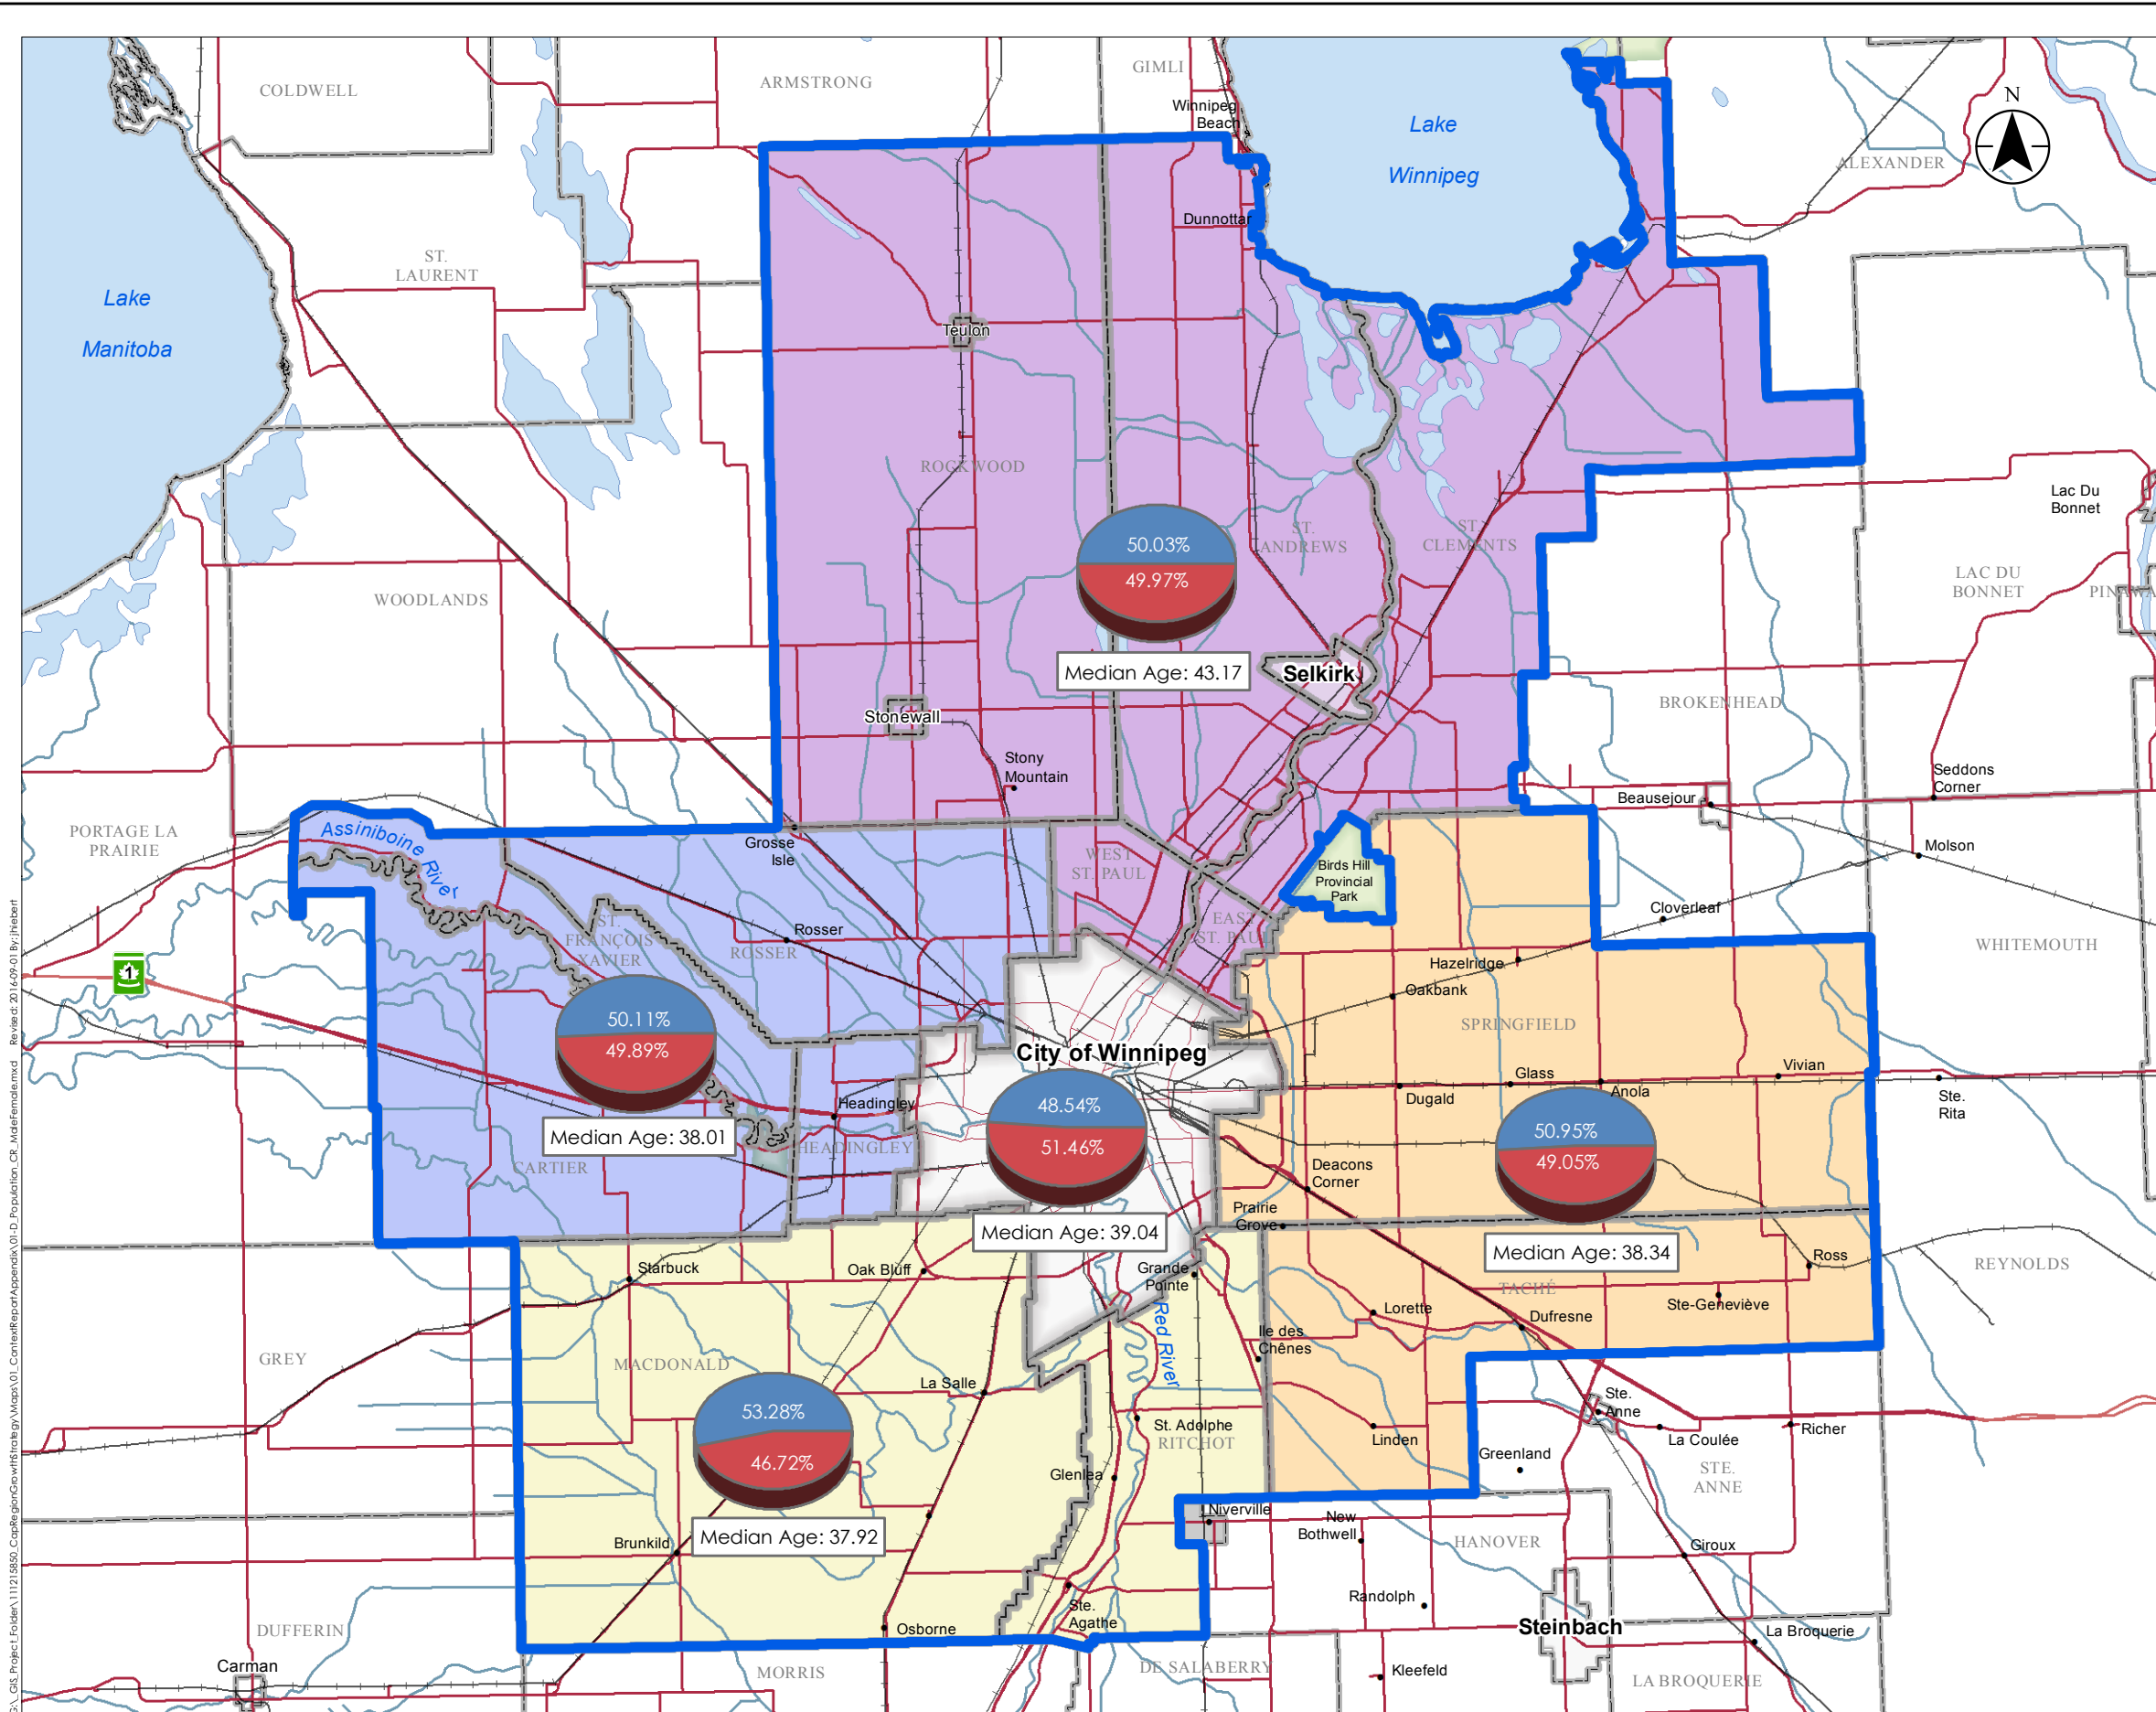 COLDWELL
ARMSTRONG
GIMLI
Winnipeg
Beach
Lake
Winnipeg
N
ALEXANDER
Dunnottar
ST.
LAURENT
Lake
Manitoba
Teulon
ROCKWOOD
Lac Du
Bonnet
50.03%
49.97%
ST.
ANDREWS
ST.
CLEMENTS
LAC DU
BONNET
PINAWA
WOODLANDS
Median Age: 43.17
Selkirk
BROKENHEAD
Stonewall
Stony
Mountain
Seddons
Corner
Beausejour
PORTAGE LA
PRAIRIE
Assiniboine River
Grosse
Isle
WEST
ST. PAUL
Birds Hill
Provincial
Park
Molson
Cloverleaf
ST.
FRANÇOIS
XAVIER
Rosser
ROSSER
EAST
ST. PAUL
WHITEMOUTH
Hazelridge
1
Oakbank
50.11%
49.89%
SPRINGFIELD
City of Winnipeg
Glass
Vivian
Anola
Dugald
Ste.
Rita
Headingley
48.54%
51.46%
50.95%
49.05%
Median Age: 38.01
HEADINGLEY
CARTIER
Deacons
Corner
Prairie
Grove
Median Age: 39.04
Median Age: 38.34
Starbuck
Oak Bluff
Grande
Pointe
Ross
REYNOLDS
TACHÉ
Ste-Geneviève
Lorette
Dufresne
Red River
Ile des
Chênes
GREY
MACDONALD
La Salle
53.28%
46.72%
St. Adolphe
RITCHOT
Linden
Ste.
Anne
La Coulée
Richer
Greenland
STE.
ANNE
Glenlea
Niverville
New
Bothwell
HANOVER
Median Age: 37.92
Brunkild
Giroux
Randolph
Ste.
Agathe
DUFFERIN
Osborne
Steinbach
La Broquerie
Carman
MORRIS
DE SALABERRY
Kleefeld
LA BROQUERIE
Revised: 2016-09-01 By: jhiebert